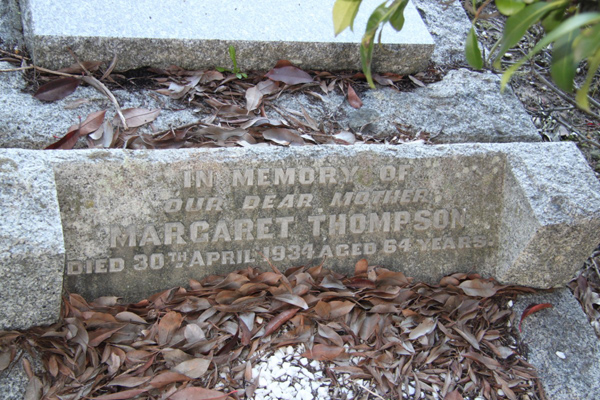 IN MEMORY OF
OUR DEAR MOTHER
MARGARET THOMPSON
DIED 30TH APRIL 1934 AGED 64 YEARS.